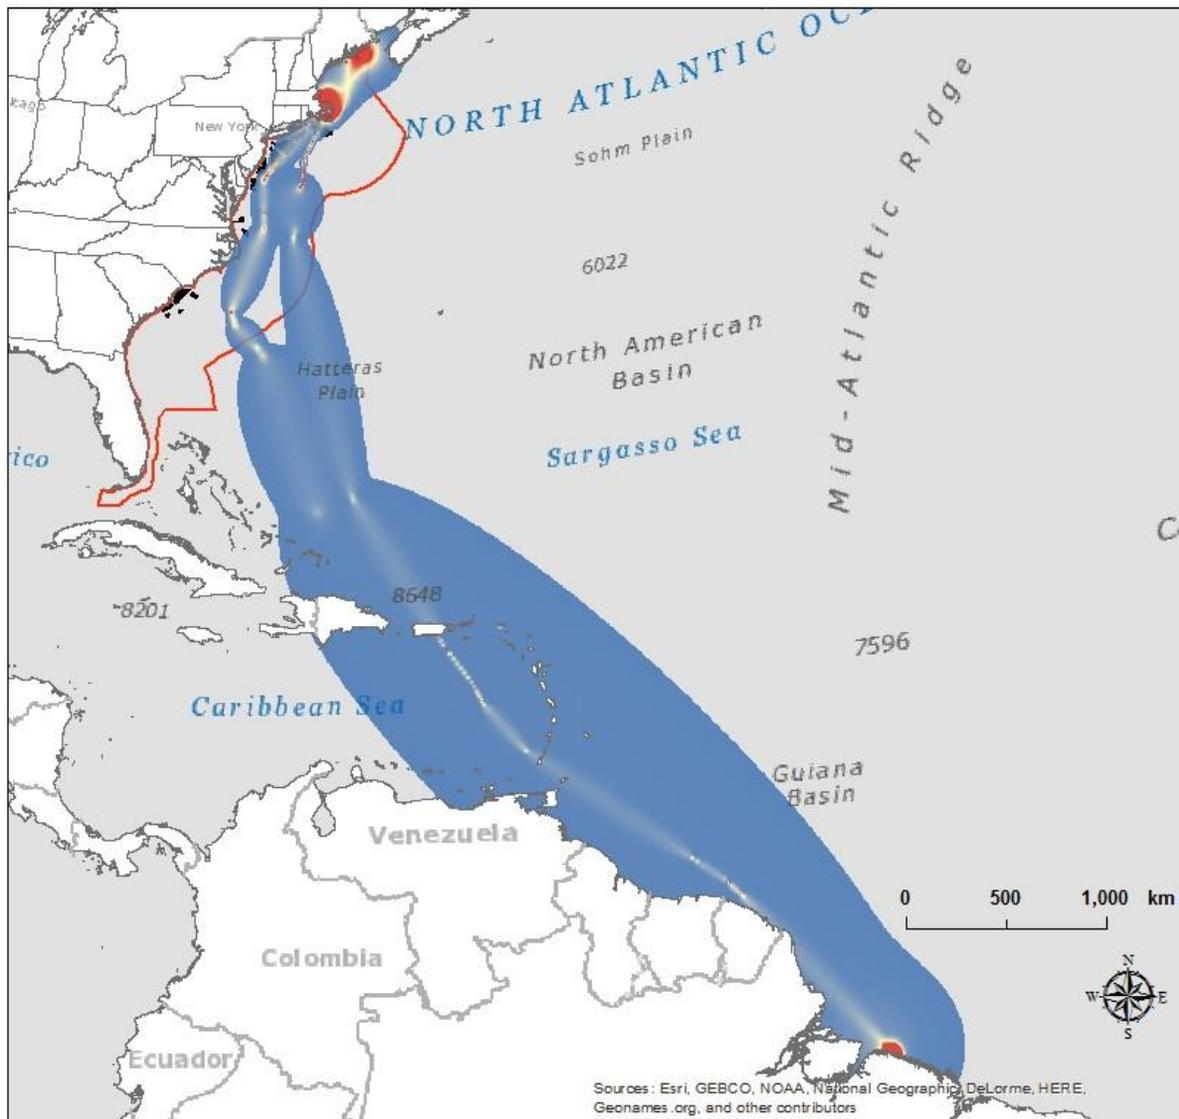 NORTH ATLANTIC OC
kago
New York
Sohm Plain
Mid-Atlantic Ridge
6022
North American
Basin
Hatteras
Plain
Sargasso Sea
ico
C
8648
8201
7596
Caribbean Sea
Guiana
Basin
Venezuela
0 500 1,000 km
Colombia
N
W E
S
Ecuador
Sources: Esri, GEBCO, NOAA, National Geographic, DeLorme, HERE,
Geonames.org, and other contributors